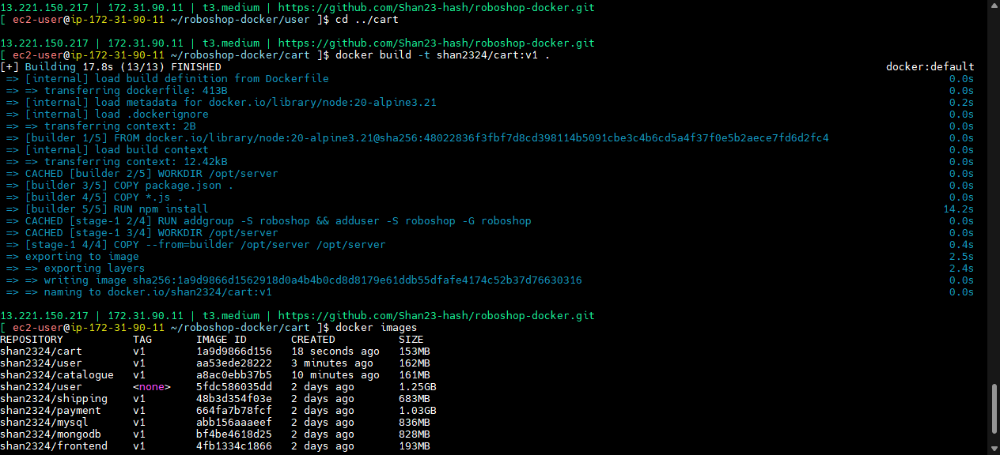 13.221.150.217 | 172.31.90.11 | t3.medium | https://github.com/Shan23-hash/roboshop-docker.git
[ ec2-user@ip-172-31-90-11 ~/roboshop-docker/user ]$ cd ../cart
13.221.150.217 | 172.31.90.11 | t3.medium | https://github.com/Shan23-hash/roboshop-docker.git
[ ec2-user@ip-172-31-90-11 ~/roboshop-docker/cart ]$ docker build -t shan2324/cart:v1 .
[+] Building 17.8s (13/13) FINISHED docker:default
=> [internal] load build definition from Dockerfile 0.0s
=> => transferring dockerfile: 413B 0.0s
=> [internal] load metadata for docker.io/library/node:20-alpine3.21 0.2s
=> [internal] load .dockerignore 0.0s
=> => transferring context: 2B 0.0s
=> [builder 1/5] FROM docker.io/library/node:20-alpine3.21@sha256:48022836f3fbf7d8cd398114b5091cbe3c4b6cd5a4f37f0e5b2aece7fd6d2fc4 0.0s
=> [internal] load build context 0.0s
=> => transferring context: 12.42kB 0.0s
=> CACHED [builder 2/5] WORKDIR /opt/server 0.0s
=> [builder 3/5] COPY package.json . 0.0s
=> [builder 4/5] COPY *.js . 0.0s
=> [builder 5/5] RUN npm install 14.2s
=> CACHED [stage-1 2/4] RUN addgroup -S roboshop && adduser -S roboshop -G roboshop 0.0s
=> CACHED [stage-1 3/4] WORKDIR /opt/server 0.0s
=> [stage-1 4/4] COPY --from=builder /opt/server /opt/server 0.4s
=> exporting to image 2.5s
=> => exporting layers 2.4s
=> => writing image sha256:1a9d9866d1562918d0a4b4b0cd8d8179e61ddb55dfafe4174c52b37d76630316 0.0s
=> => naming to docker.io/shan2324/cart:v1 0.0s
13.221.150.217 | 172.31.90.11 | t3.medium | https://github.com/Shan23-hash/roboshop-docker.git
[ ec2-user@ip-172-31-90-11 ~/roboshop-docker/cart ]$ docker images
REPOSITORY TAG IMAGE ID CREATED SIZE
shan2324/cart v1 1a9d9866d156 18 seconds ago 153MB
shan2324/user v1 aa53ede28222 3 minutes ago 162MB
shan2324/catalogue v1 a8ac0ebb37b5 10 minutes ago 161MB
shan2324/user <none> 5fdc586035dd 2 days ago 1.25GB
shan2324/shipping v1 48b3d354f03e 2 days ago 683MB
shan2324/payment v1 664fa7b78fcf 2 days ago 1.03GB
shan2324/mysql v1 abb156aaaeef 2 days ago 836MB
shan2324/mongodb v1 bf4be4618d25 2 days ago 828MB
shan2324/frontend v1 4fb1334c1866 2 days ago 193MB